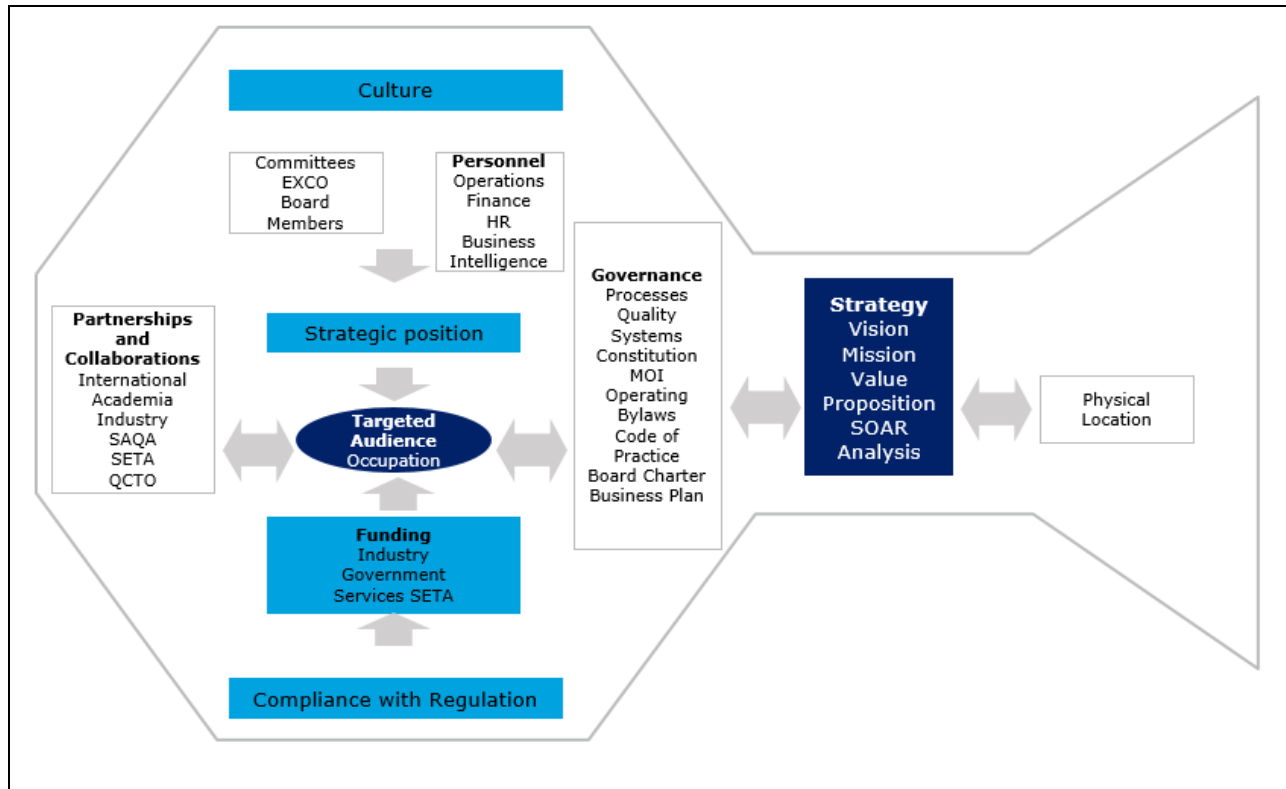 Culture
Committees
EXCO
Board
Members
Personnel
Operations
Finance
HR
Business
Intelligence
Strategic position
Partnerships
and
Collaborations
International
Academia
Industry
SAQA
SETA
QCTO
Targeted
Audience
Occupation
Funding
Industry
Government
Services SETA
Compliance with Regulation
Governance
Processes
Quality
Systems
Constitution
MOI
Operating
Bylaws
Code of
Practice
Board Charter
Business Plan
Strategy
Vision
Mission
Value
Proposition
SOAR
Analysis
Physical
Location